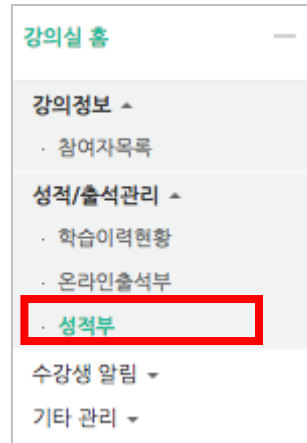 강의실 홈
강의정보
· 참여자목록
성적/출석관리
· 학습이력현황
· 온라인출석부
· 성적부
수강생 알림
기타 관리